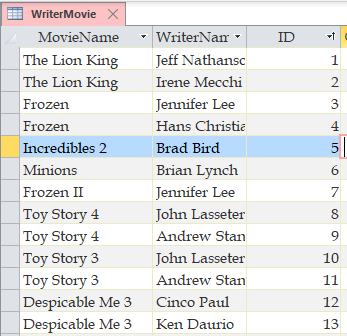 WriterMovie
MovieName WriterNam ID
The Lion King Jeff Nathanso 1
The Lion King Irene Mecchi 2
Frozen Jennifer Lee 3
Frozen Hans Christia 4
Incredibles 2 Brad Bird 5
Minions Brian Lynch 6
Frozen II Jennifer Lee 7
Toy Story 4 John Lasseter 8
Toy Story 4 Andrew Stan 9
Toy Story 3 John Lasseter 10
Toy Story 3 Andrew Stan 11
Despicable Me 3 Cinco Paul 12
Despicable Me 3 Ken Daurio 13